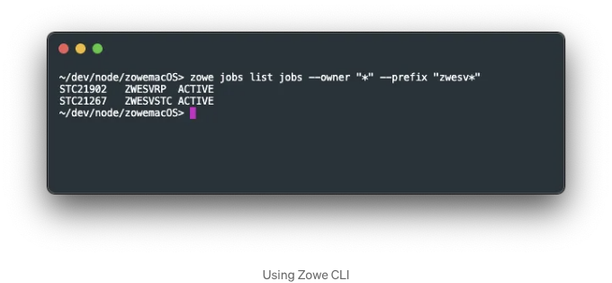 ~/dev/node/zowemacOS> zowe jobs list jobs --owner "*" --prefix "zwesv*"
STC21902   ZWESVRP  ACTIVE
STC21267   ZWESVSTC ACTIVE
~/dev/node/zowemacOS>
Using Zowe CLI